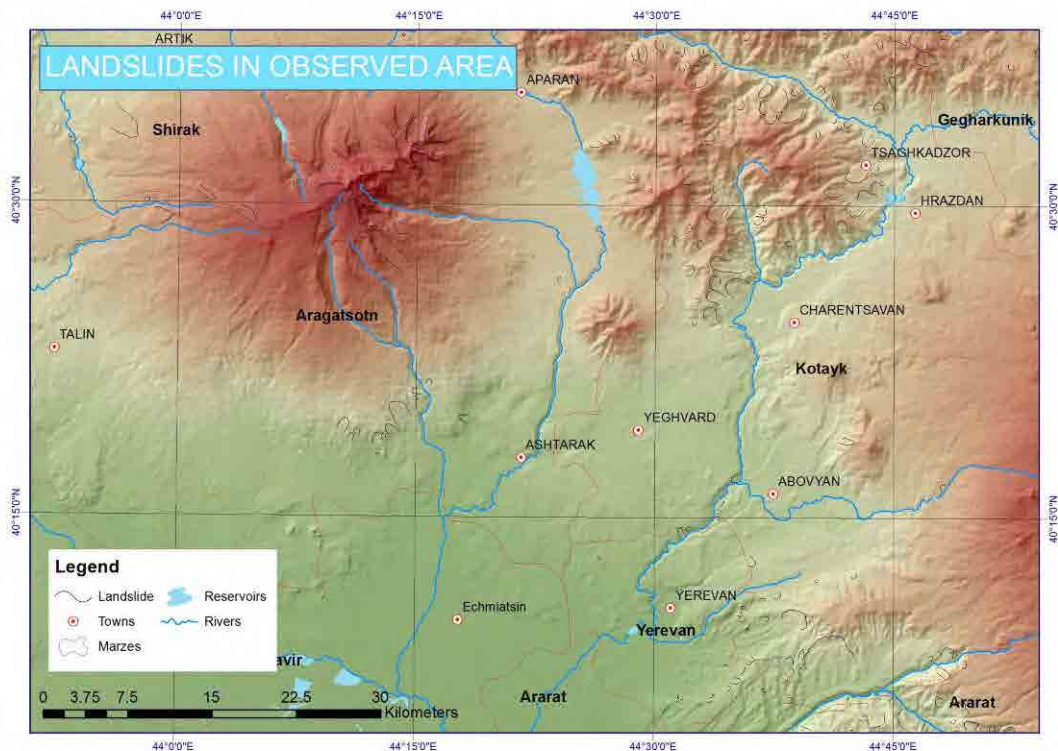 44°0'0"E 44°15'0"E 44°30'0"E 44°45'0"E
ARTIK
LANDSLIDES IN OBSERVED AREA
APARAN
Shirak
Gegharkunik
TSAGHKADZOR
40°30'0"N
40°30'0"N
HRAZDAN
Aragatsotn
CHARENTSAVAN
TALIN
Kotayk
YEGHVARD
ASHTARAK
ABOVYAN
40°15'0"N
40°15'0"N
Legend
Landslide
Reservoirs
Towns
Rivers
Marzes
Echmiatsin
YEREVAN
Yerevan
avir
Ararat
Ararat
0 3.75 7.5 15 22.5 30
Kilometers
44°0'0"E 44°15'0"E 44°30'0"E 44°45'0"E